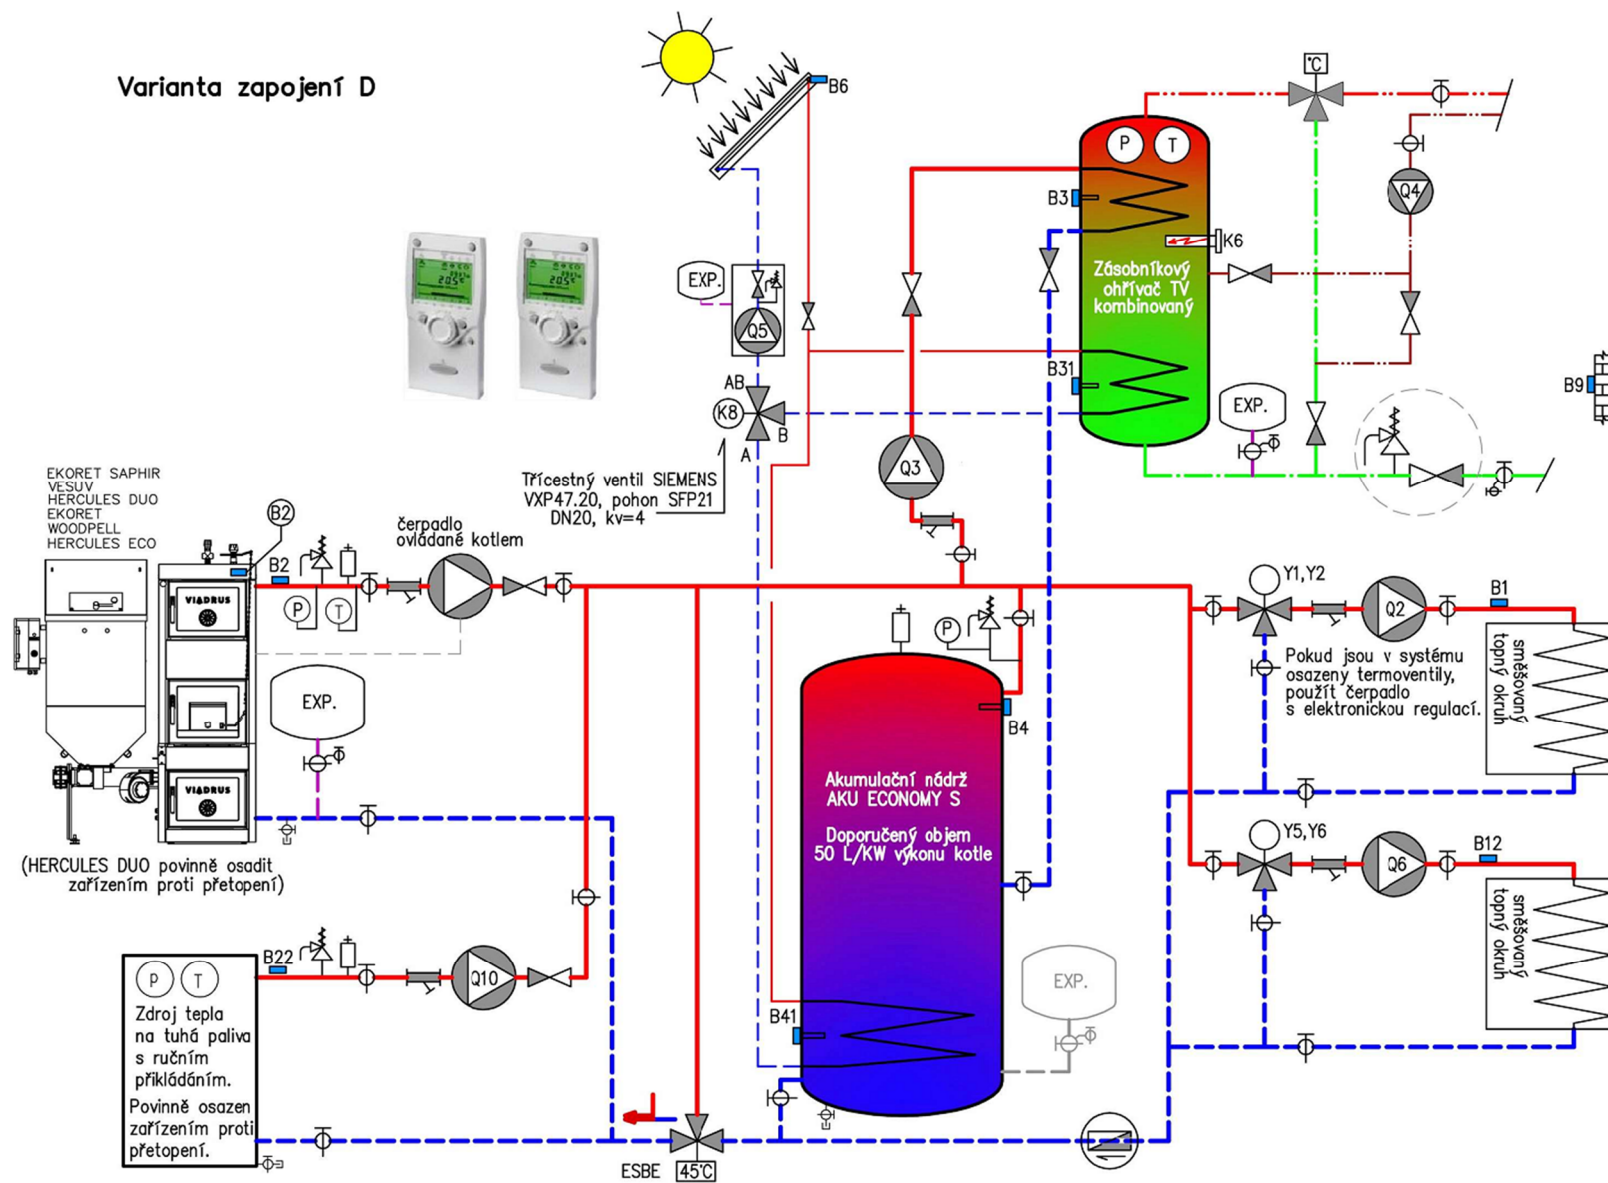 Varianta zapojení D
B6
°C
P
T
B3
K6
Q4
Zásobníkový
ohřívač TV
kombinovaný
EXP.
Q5
B31
AB
K8
B
A
EXP.
B9
Třícestný ventil SIEMENS
VXP47.20, pohon SFP21
DN20, kv=4
Q3
EKORET SAPHIR
VESUV
HERCULES DUO
EKORET
WOODPELL
HERCULES ECO
B2
čerpadlo
ovládané kotlem
B2
P
T
VIADRUS
VIADRUS
EXP.
(HERCULES DUO povinně osadit
zařízením proti přetopení)
P
B4
Akumulační nádrž
AKU ECONOMY S
Doporučený objem
50 L/KW výkonu kotle
Y1,Y2
Q2
B1
Pokud jsou v systému
osazeny termoventily,
použít čerpadlo
s elektronickou regulací.
směšovaný
topný okruh
Y5,Y6
Q6
B12
směšovaný
topný okruh
B22
Q10
P
T
Zdroj tepla
na tuhá paliva
s ručním
přikládáním.
Povinně osazen
zařízením proti
přetopení.
B41
EXP.
ESBE
45°C